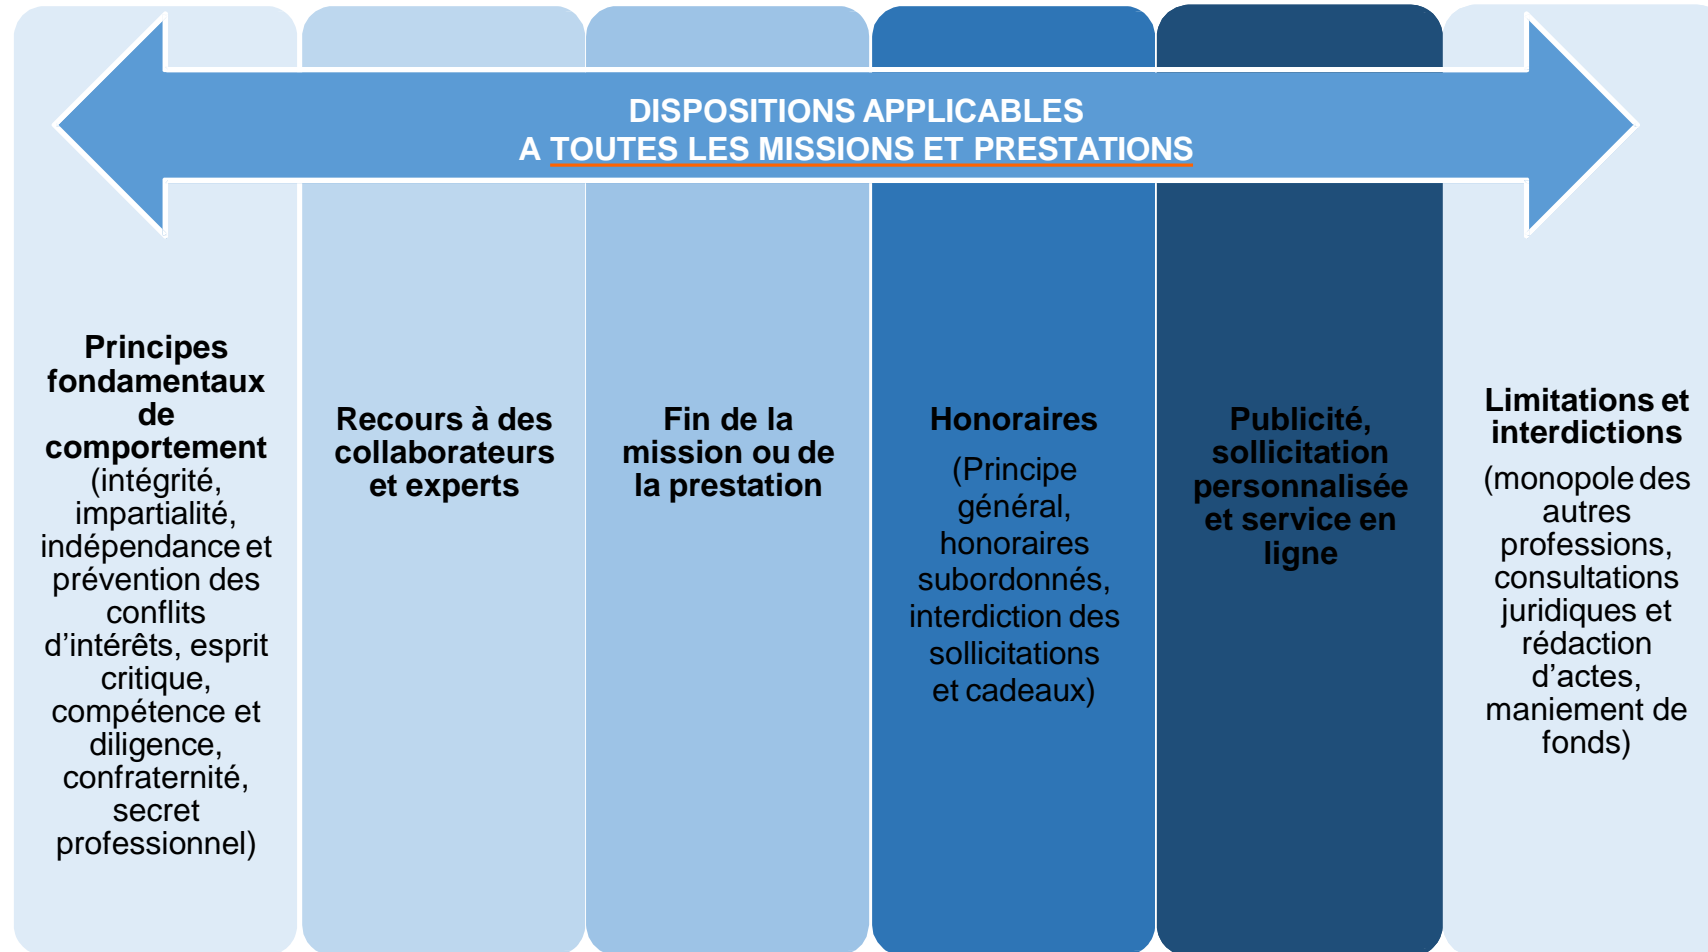 DISPOSITIONS APPLICABLES
A TOUTES LES MISSIONS ET PRESTATIONS
Principes
fondamentaux
de
comportement
(intégrité,
impartialité,
indépendance et
prévention des
conflits
d’intérêts, esprit
critique,
compétence et
diligence,
confraternité,
secret
professionnel)
Recours à des
collaborateurs
et experts
Fin de la
mission ou de
la prestation
Honoraires
(Principe
général,
honoraires
subordonnés,
interdiction des
sollicitations
et cadeaux)
Publicité,
sollicitation
personnalisée
et service en
ligne
Limitations et
interdictions
(monopole des
autres
professions,
consultations
juridiques et
rédaction
d’actes,
maniement de
fonds)